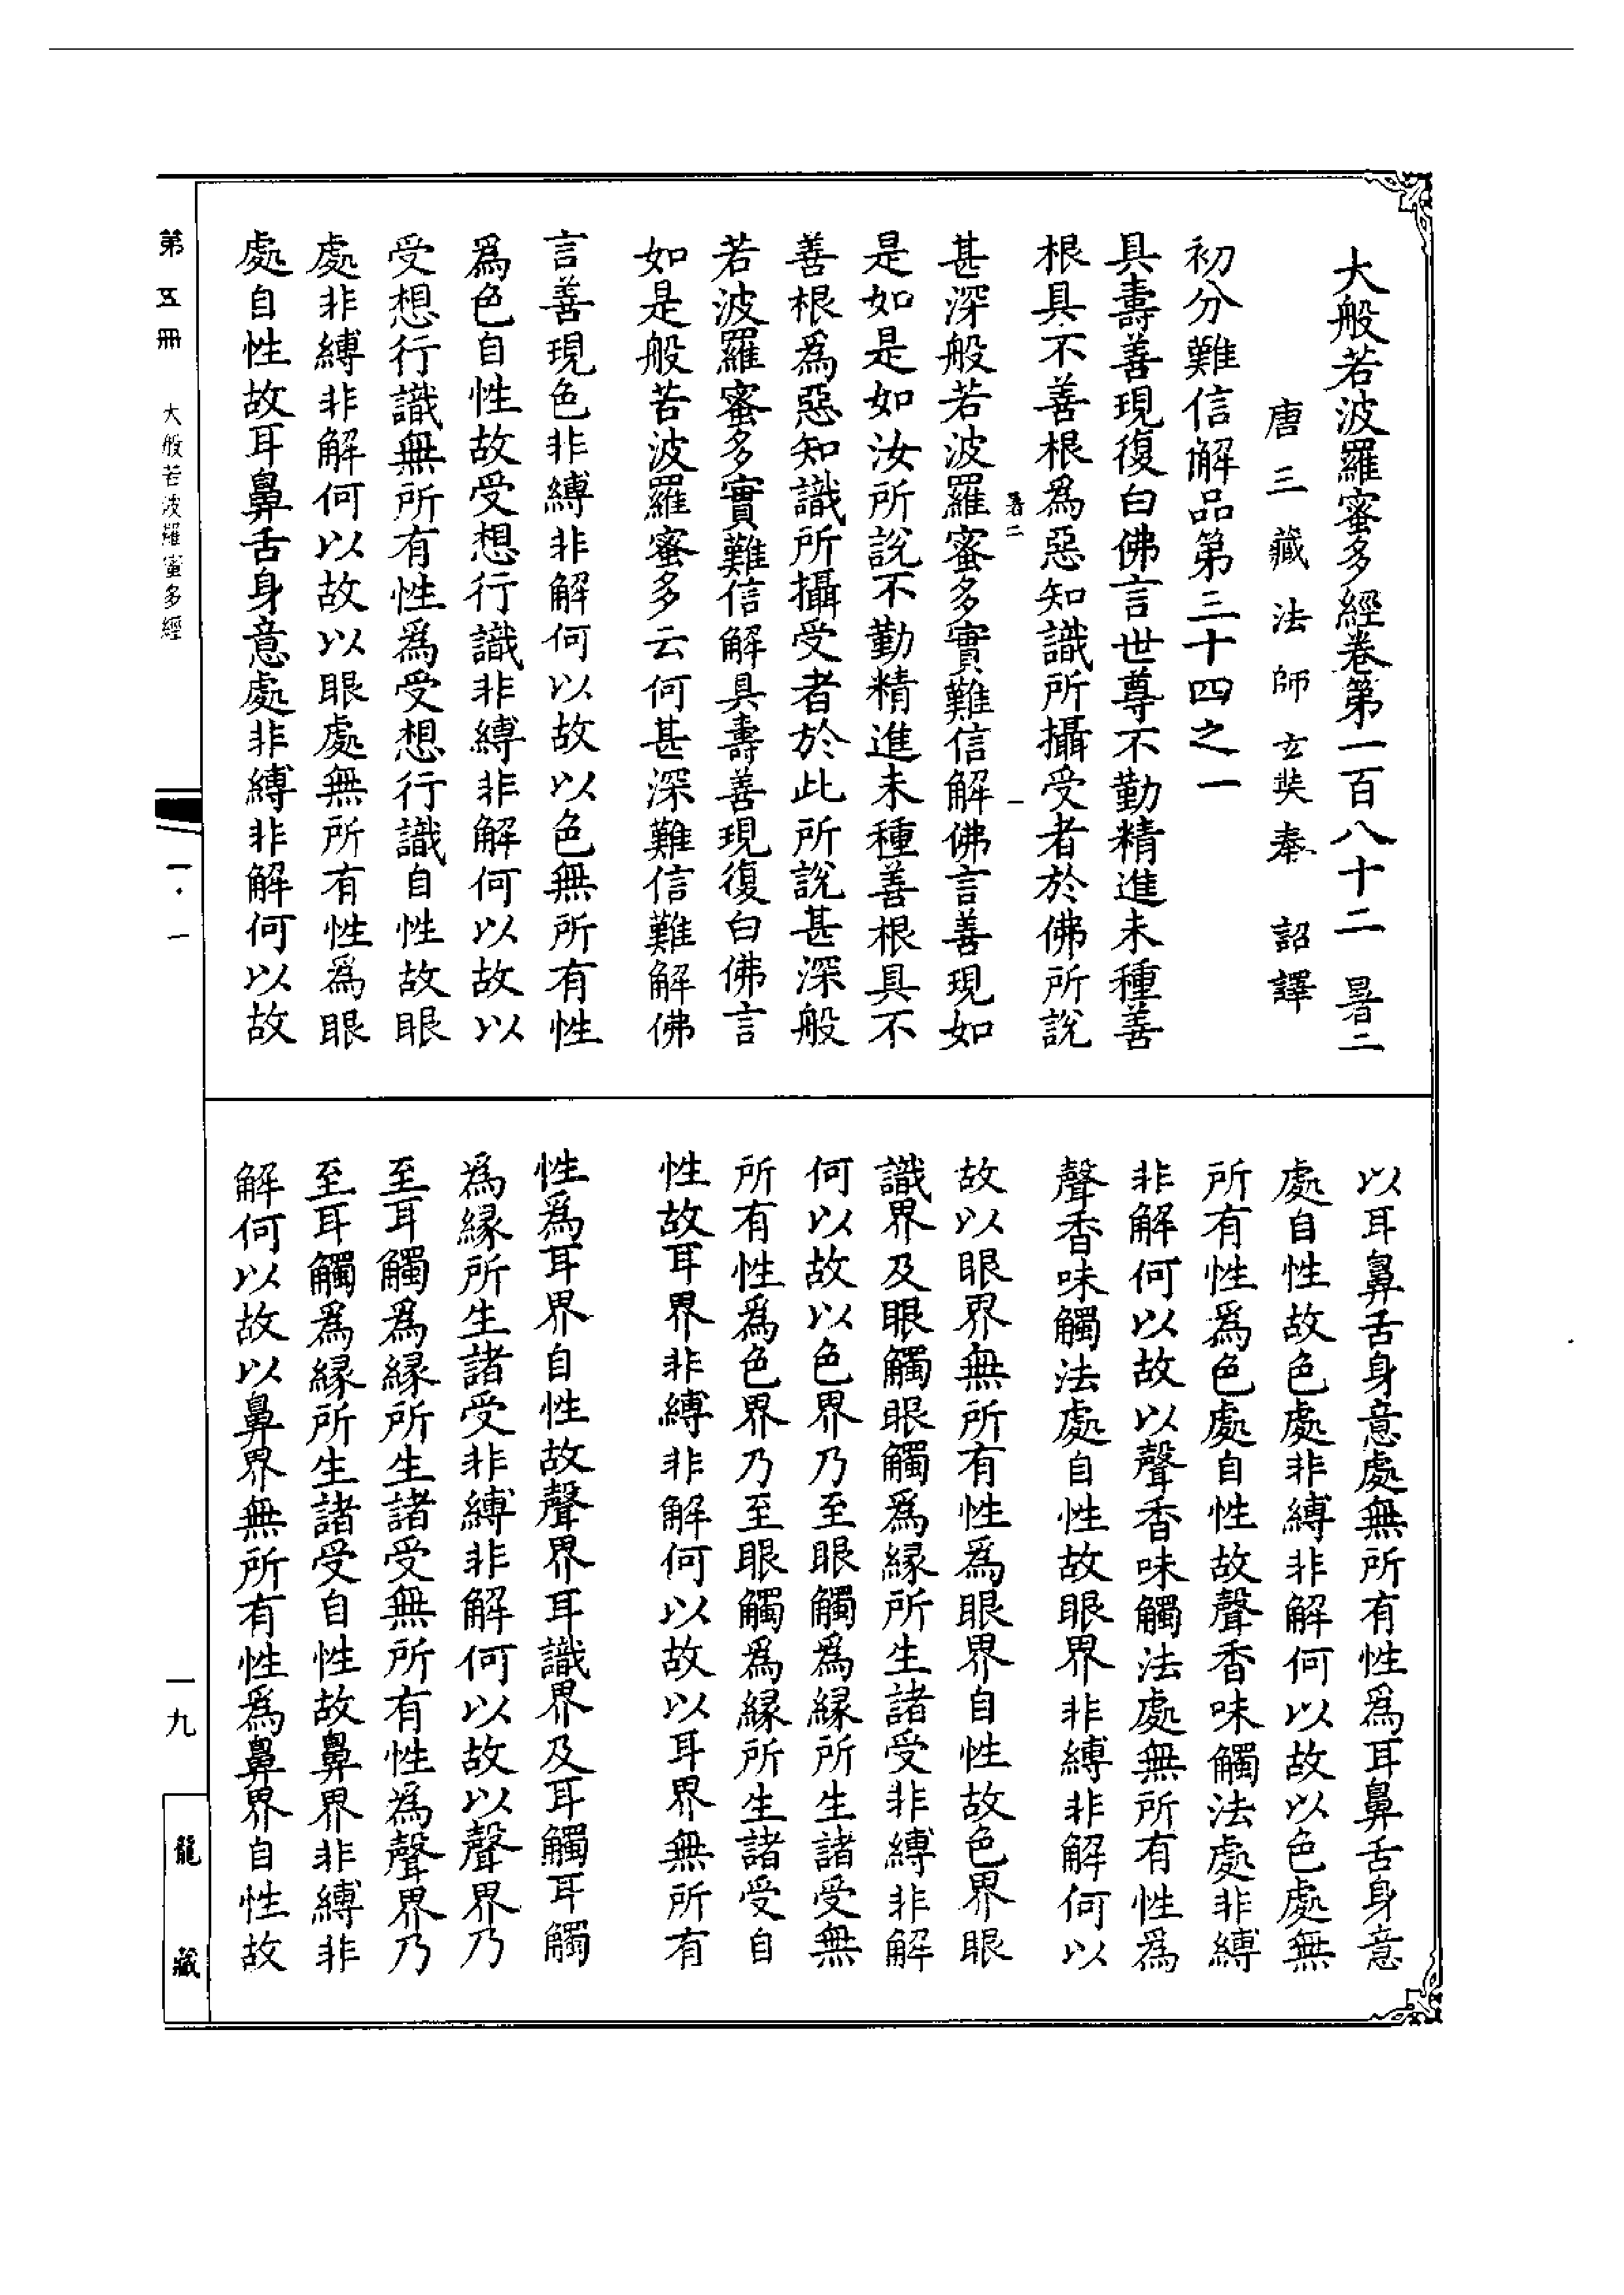 大般若波羅蜜多經卷第一百八十二 暑二
唐三藏法師玄奘奉 詔譯
初分難信解品第三十四之一
具壽善現復白佛言世尊不勤精進未種善
根具不善根為惡知識所攝受者於佛所說
暑二 一
甚深般若波羅蜜多實難信解佛言善現如
是如是如汝所說不勤精進未種善根具不
善根為惡知識所攝受者於此所說甚深般
若波羅蜜多實難信解具壽善現復白佛言
如是般若波羅蜜多云何甚深難信難解佛
言善現色非縛非解何以故以色無所有性
為色自性故受想行識非縛非解何以故以
受想行識無所有性為受想行識自性故眼
處非縛非解何以故以眼處無所有性為眼
處自性故耳鼻舌身意處非縛非解何以故
以耳鼻舌身意處無所有性為耳鼻舌身意
處自性故色處非縛非解何以故以色處無
所有性為色處自性故聲香味觸法處非縛
非解何以故以聲香味觸法處無所有性為
聲香味觸法處自性故眼界非縛非解何以
故以眼界無所有性為眼界自性故色界眼
識界及眼觸眼觸為緣所生諸受非縛非解
何以故以色界乃至眼觸為緣所生諸受無
所有性為色界乃至眼觸為緣所生諸受自
性故耳界非縛非解何以故以耳界無所有
性為耳界自性故聲界耳識界及耳觸耳觸
為緣所生諸受非縛非解何以故以聲界乃
至耳觸為緣所生諸受無所有性為聲界乃
至耳觸為緣所生諸受自性故鼻界非縛非
解何以故以鼻界無所有性為鼻界自性故
第五冊 大般若波羅蜜多經 一·一 一九 龍藏